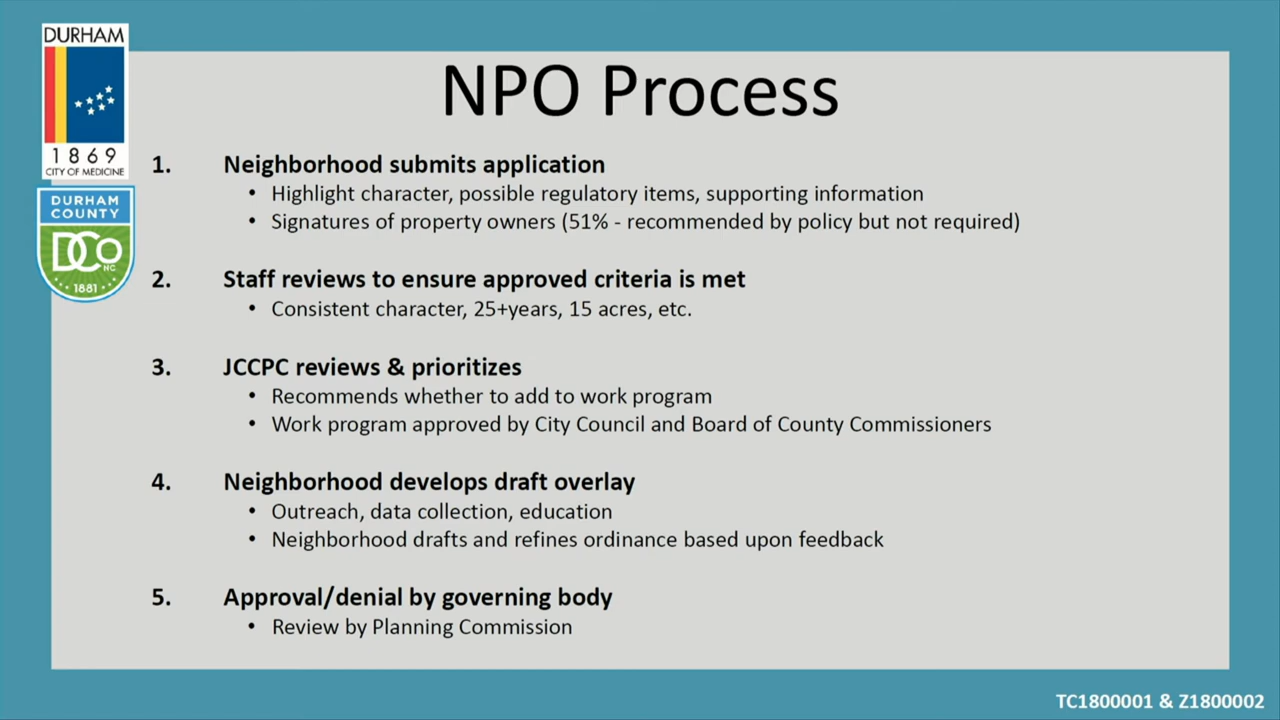 DURHAM
1869
CITY OF MEDICINE
DURHAM
COUNTY
DCo
NC
1881
NPO Process
1. Neighborhood submits application
• Highlight character, possible regulatory items, supporting information
• Signatures of property owners (51% - recommended by policy but not required)
2. Staff reviews to ensure approved criteria is met
• Consistent character, 25+years, 15 acres, etc.
3. JCCPC reviews & prioritizes
• Recommends whether to add to work program
• Work program approved by City Council and Board of County Commissioners
4. Neighborhood develops draft overlay
• Outreach, data collection, education
• Neighborhood drafts and refines ordinance based upon feedback
5. Approval/denial by governing body
• Review by Planning Commission
TC1800001 & Z1800002